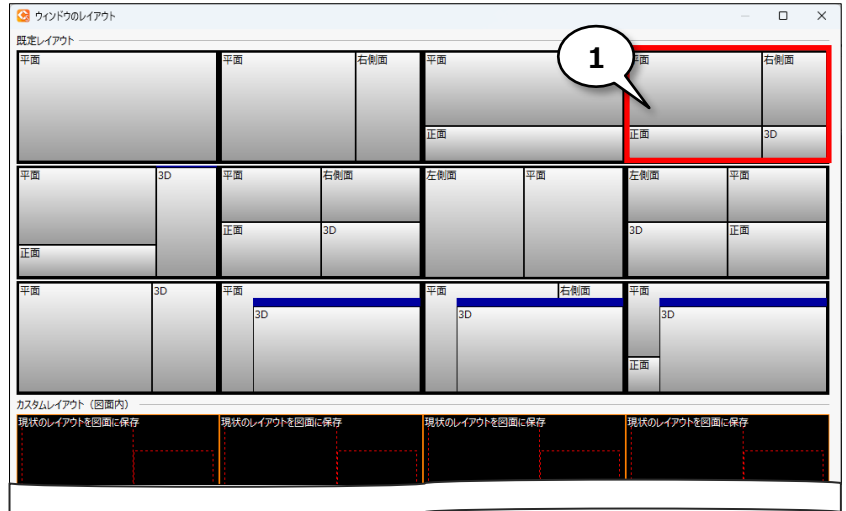 ウィンドウのレイアウト
既定レイアウト
平面
平面 右側面
平面
正面
平面 右側面
正面 3D
1
平面 3D
正面
平面 右側面
正面 3D
左側面 平面
左側面 平面
3D 正面
平面 3D
平面
3D
平面 右側面
3D
平面
3D
正面
カスタムレイアウト（図面内）
現状のレイアウトを図面に保存
現状のレイアウトを図面に保存
現状のレイアウトを図面に保存
現状のレイアウトを図面に保存